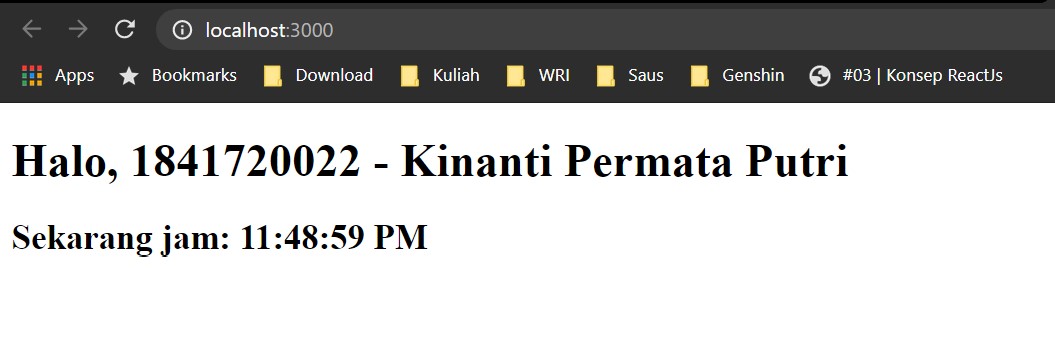 localhost:3000
Apps Bookmarks Download Kuliah WRI Saus Genshin #03 | Konsep ReactJs
Halo, 1841720022 - Kinanti Permata Putri
Sekarang jam: 11:48:59 PM